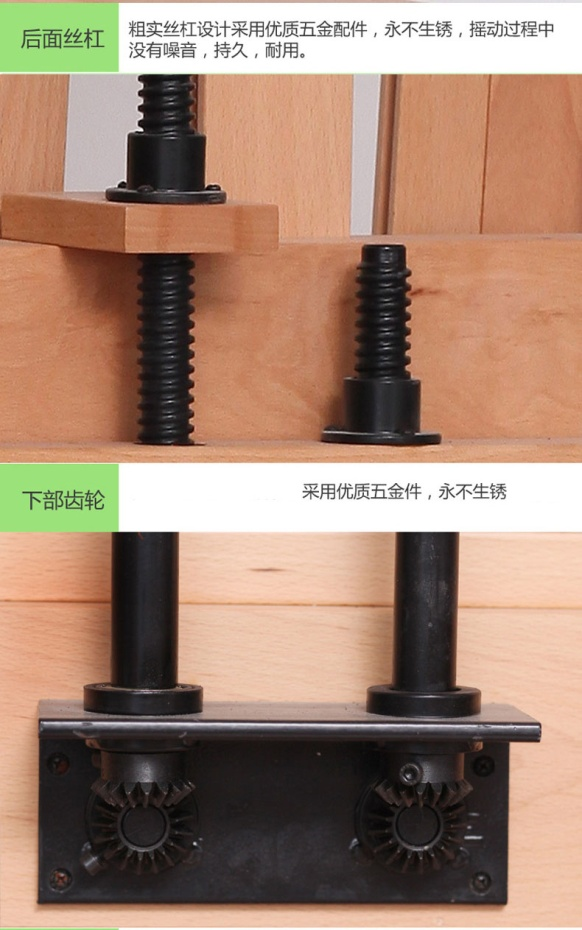 后面丝杠
粗实丝杠设计采用优质五金配件，永不生锈，摇动过程中
没有噪音，持久，耐用。
下部齿轮
采用优质五金件，永不生锈